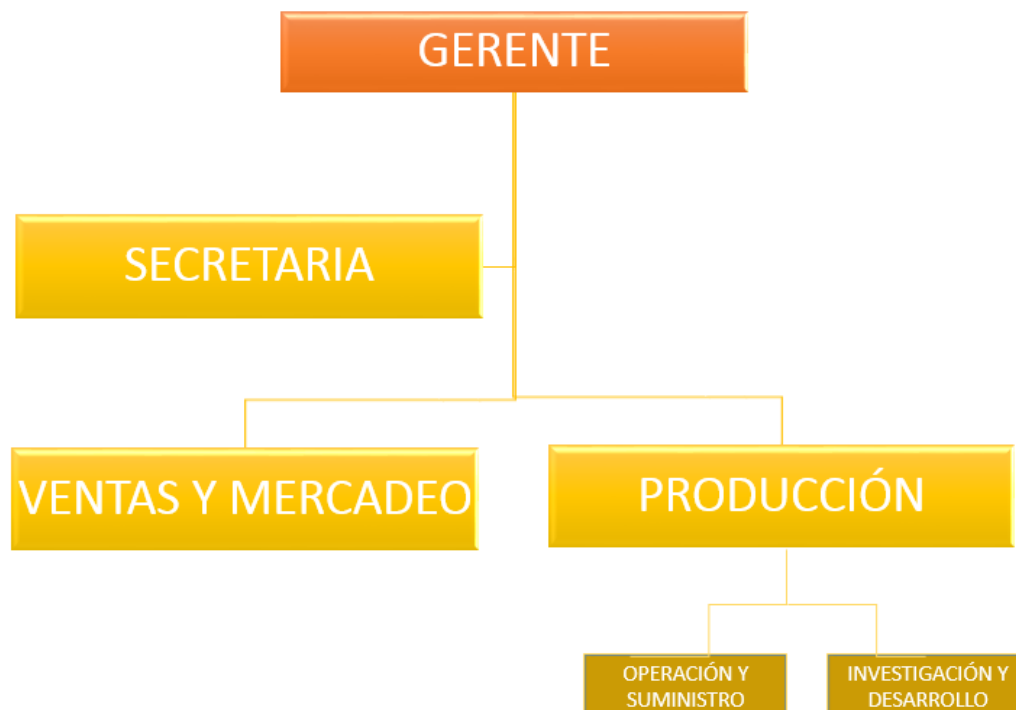 GERENTE
SECRETARIA
VENTAS Y MERCADEO
PRODUCCIÓN
OPERACIÓN Y
SUMINISTRO
INVESTIGACIÓN Y
DESARROLLO